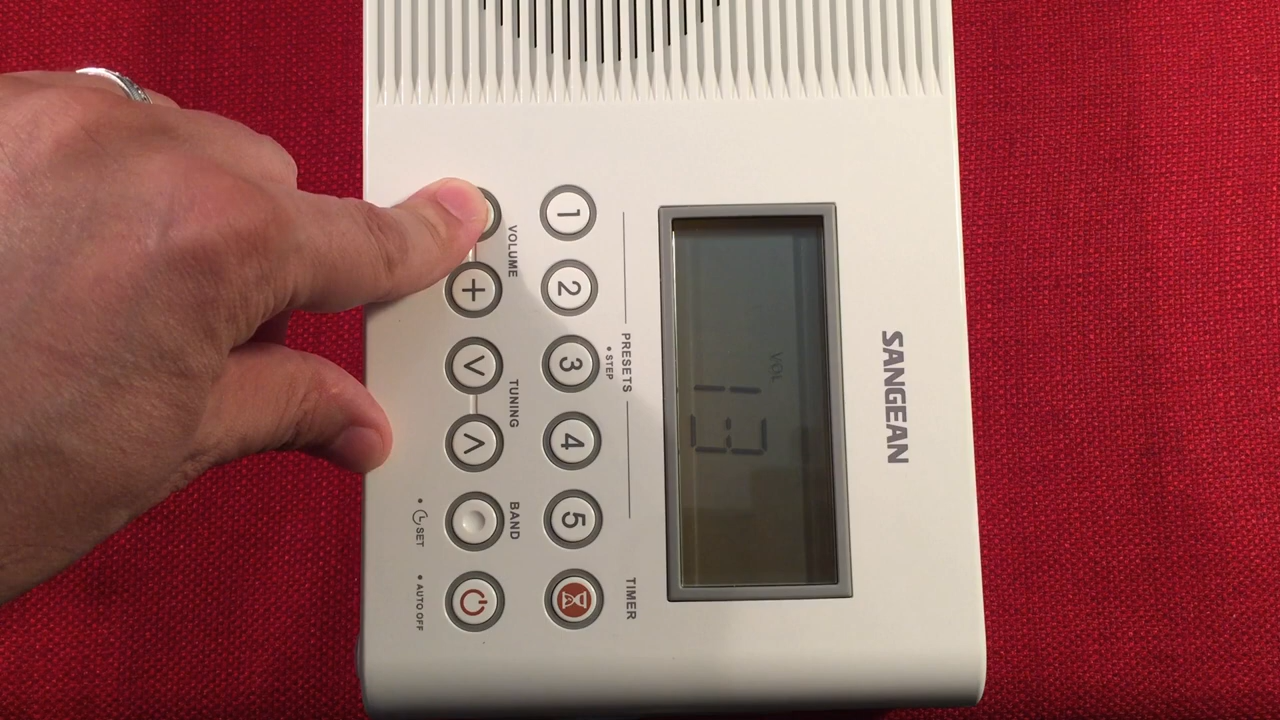 SANGEAN
VOL
13
PRESETS
• STEP
TIMER
1
2
3
4
5
VOLUME
TUNING
BAND
+
• SET
• AUTO OFF